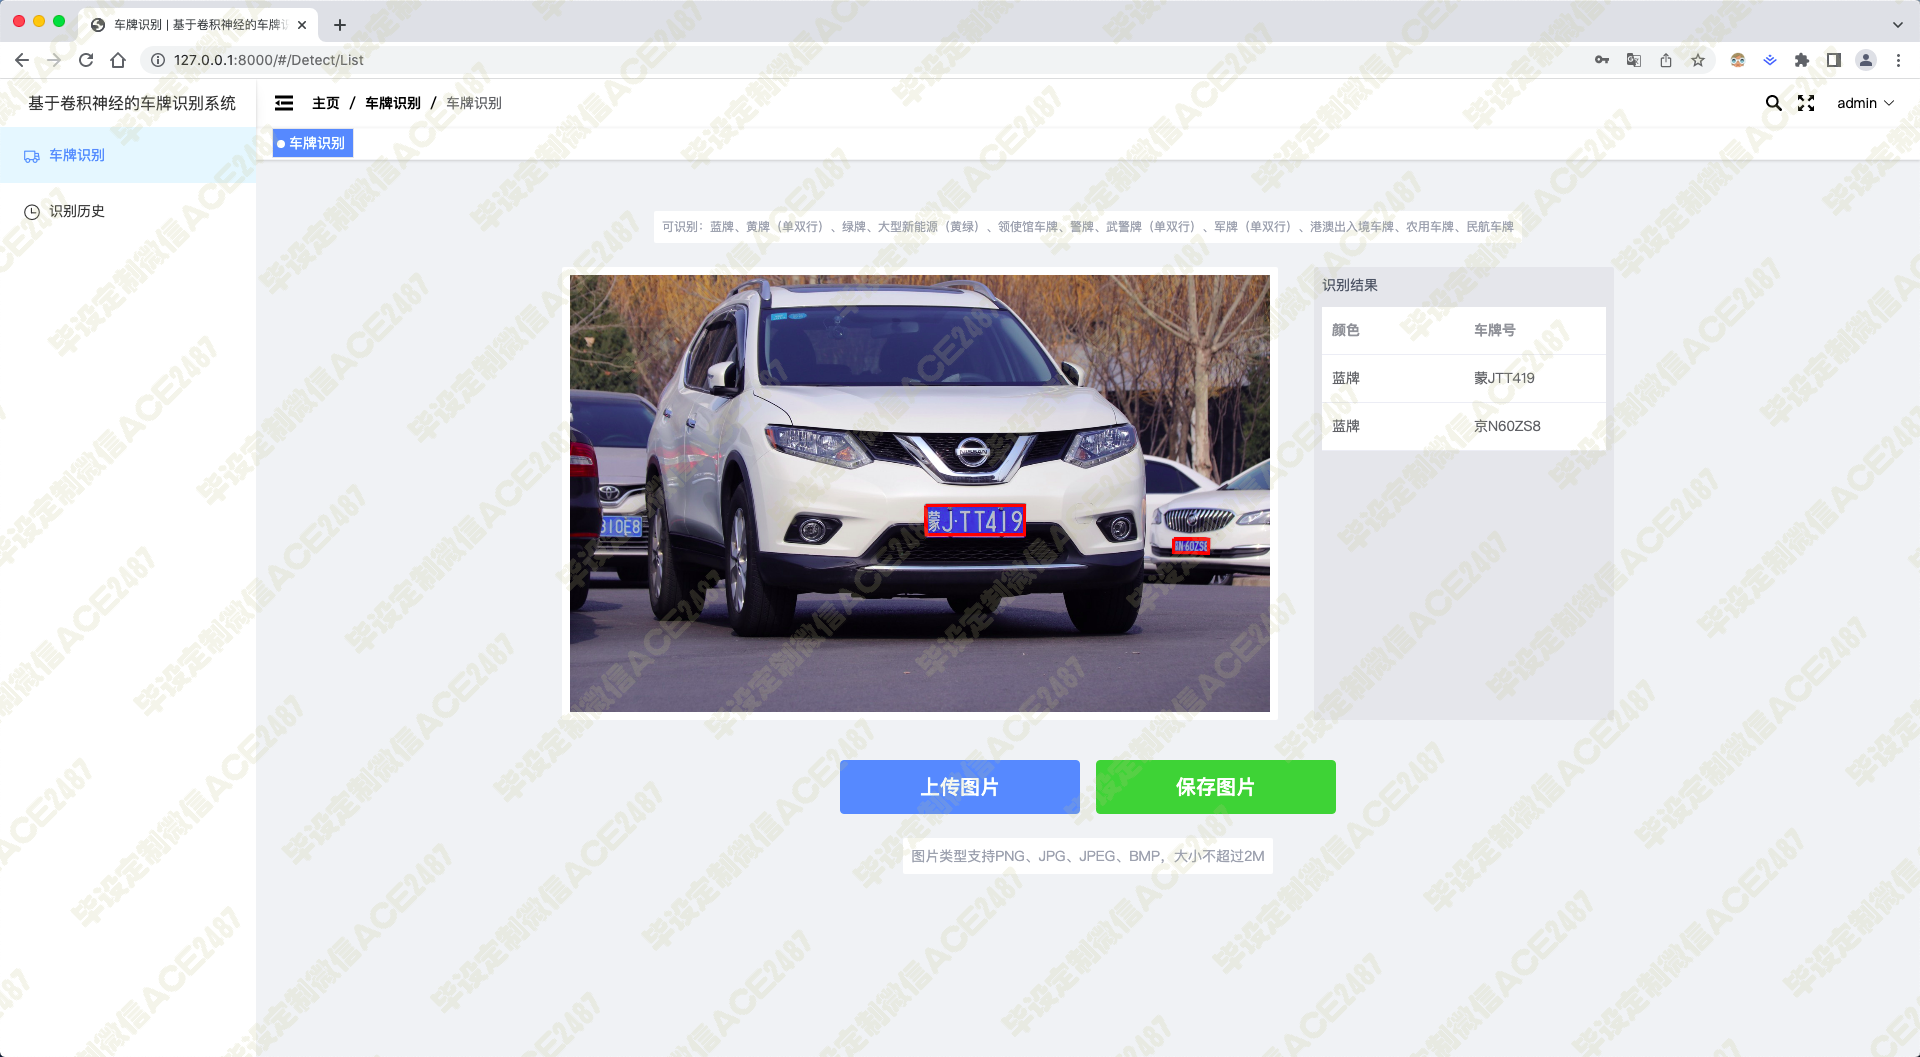 车牌识别 | 基于卷积神经的车牌
127.0.0.1:8000/#/Detect/List
基于卷积神经的车牌识别系统
主页 / 车牌识别 / 车牌识别
admin
车牌识别
车牌识别
识别历史
可识别：蓝牌、黄牌（单双行）、绿牌、大型新能源（黄绿）、领使馆车牌、警牌、武警牌（单双行）、军牌（单双行）、港澳出入境车牌、农用车牌、民航车牌
识别结果
颜色 车牌号
蓝牌 蒙JTT419
蓝牌 京N60ZS8
NISSAN
蒙J·TT419
N·60ZS8
上传图片
保存图片
图片类型支持PNG、JPG、JPEG、BMP，大小不超过2M
毕设定制微信ACE2487